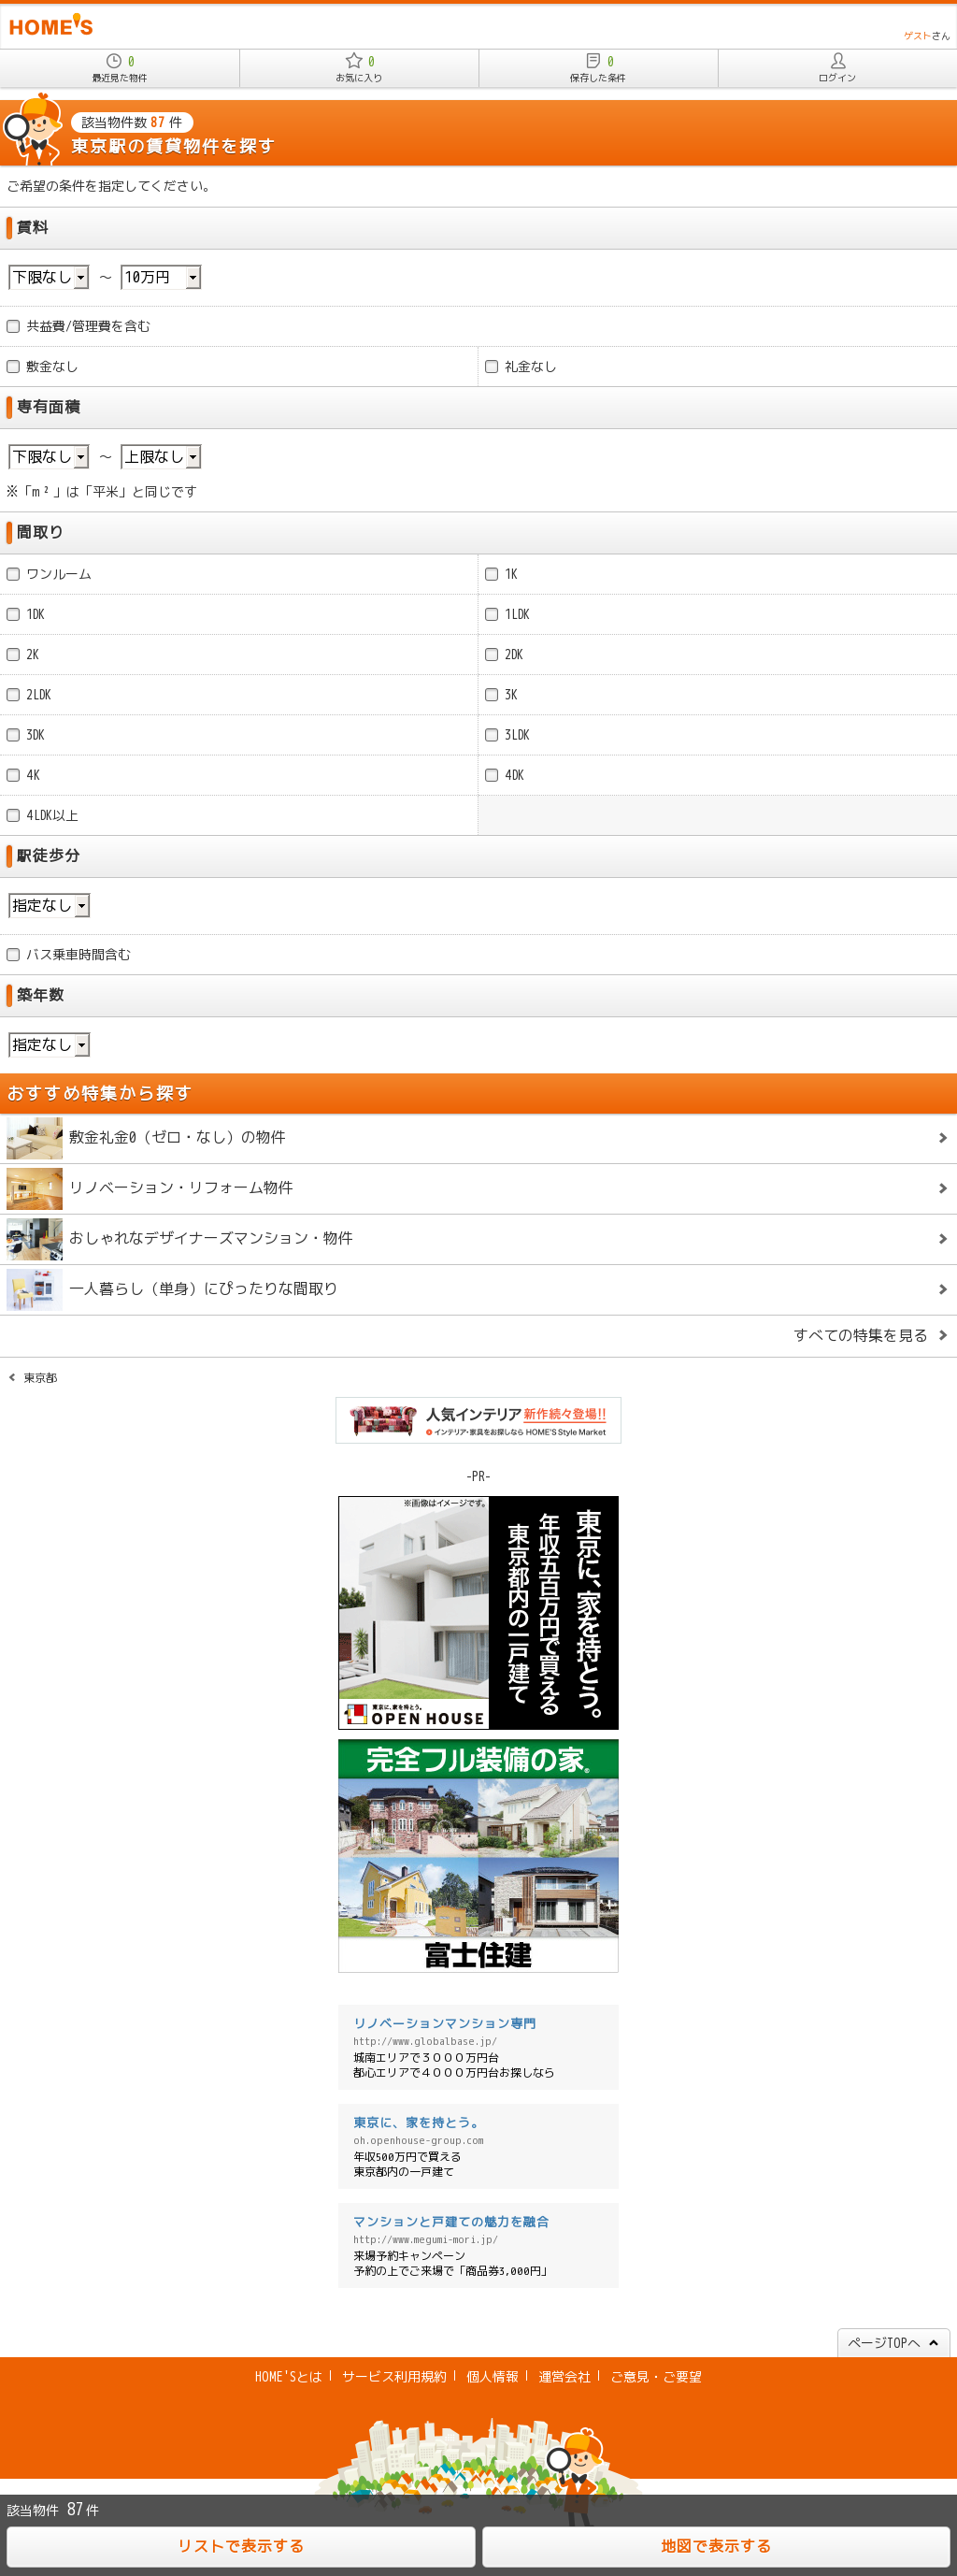 HOME'S
ゲストさん
0
最近見た物件
0
お気に入り
0
保存した条件
ログイン
該当物件数 87 件
東京駅の賃貸物件を探す
ご希望の条件を指定してください。
賃料
下限なし ～ 10万円
共益費/管理費を含む
敷金なし
礼金なし
専有面積
下限なし ～ 上限なし
※「m²」は「平米」と同じです
間取り
ワンルーム
1K
1DK
1LDK
2K
2DK
2LDK
3K
3DK
3LDK
4K
4DK
4LDK以上
駅徒歩分
指定なし
バス乗車時間含む
築年数
指定なし
おすすめ特集から探す
敷金礼金0（ゼロ・なし）の物件
リノベーション・リフォーム物件
おしゃれなデザイナーズマンション・物件
一人暮らし（単身）にぴったりな間取り
すべての特集を見る
東京都
人気インテリア 新作続々登場!!
インテリア・家具をお探しなら HOME'S Style Market
-PR-
※画像はイメージです。
東京に、家を持とう。
年収五百万円で買える
東京都内の一戸建て
東京に、家を持とう。
OPEN HOUSE
完全フル装備の家®
富士住建
リノベーションマンション専門
http://www.globalbase.jp/
城南エリアで３０００万円台
都心エリアで４０００万円台お探しなら
東京に、家を持とう。
oh.openhouse-group.com
年収500万円で買える
東京都内の一戸建て
マンションと戸建ての魅力を融合
http://www.megumi-mori.jp/
来場予約キャンペーン
予約の上でご来場で「商品券3,000円」
ページTOPへ
HOME'Sとは | サービス利用規約 | 個人情報 | 運営会社 | ご意見・ご要望
該当物件 87 件
リストで表示する
地図で表示する